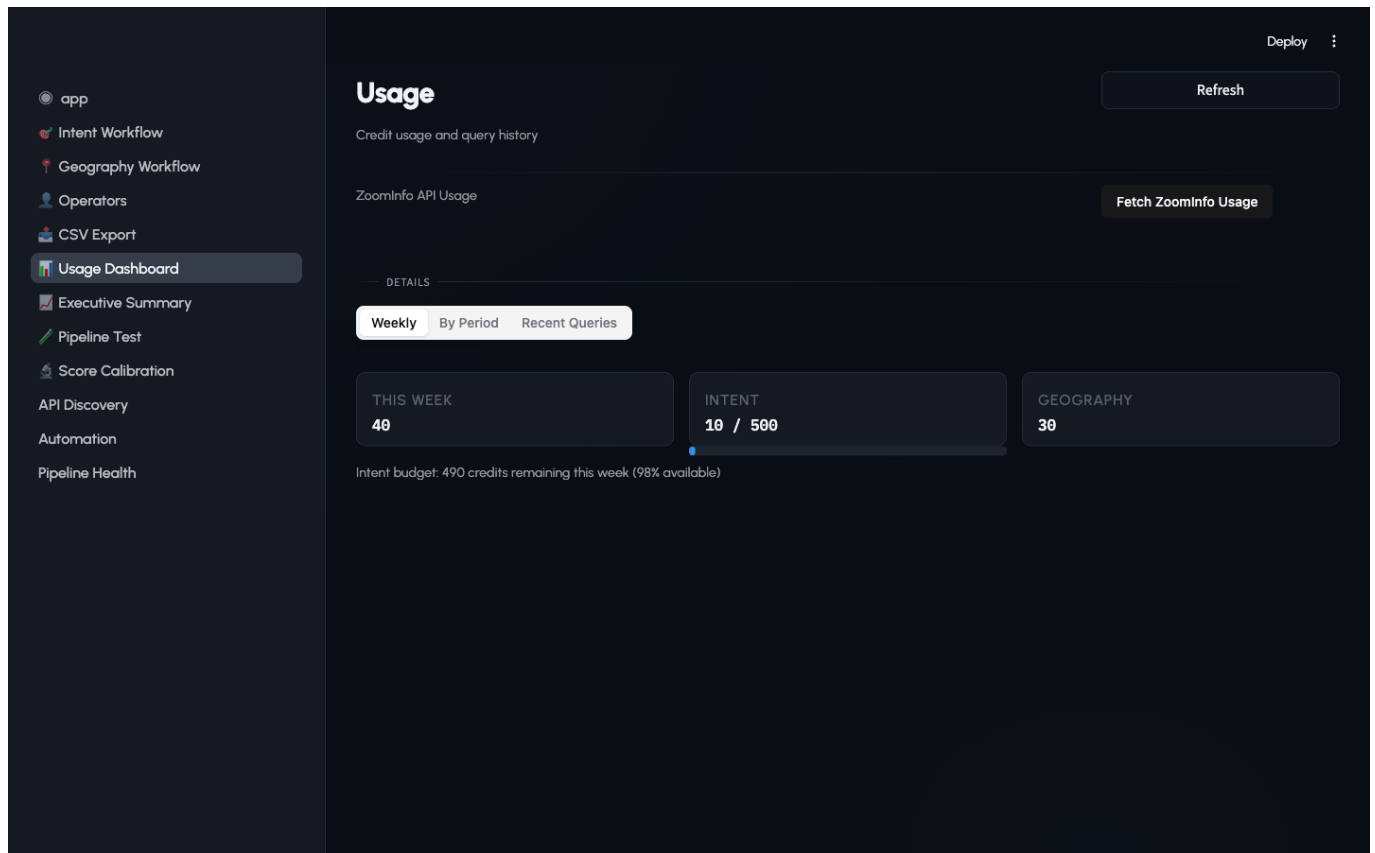 Deploy
app
Intent Workflow
Geography Workflow
Operators
CSV Export
Usage Dashboard
Executive Summary
Pipeline Test
Score Calibration
API Discovery
Automation
Pipeline Health
Usage
Refresh
Credit usage and query history
ZoomInfo API Usage
Fetch ZoomInfo Usage
DETAILS
Weekly By Period Recent Queries
THIS WEEK
40
INTENT
10 / 500
GEOGRAPHY
30
Intent budget: 490 credits remaining this week (98% available)